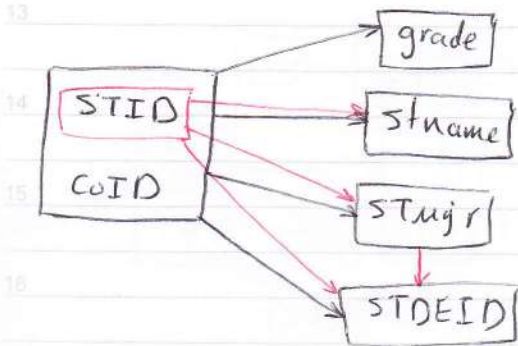 13
grade
14
STID
Stname
CoID
15
STMjr
16
STDEID